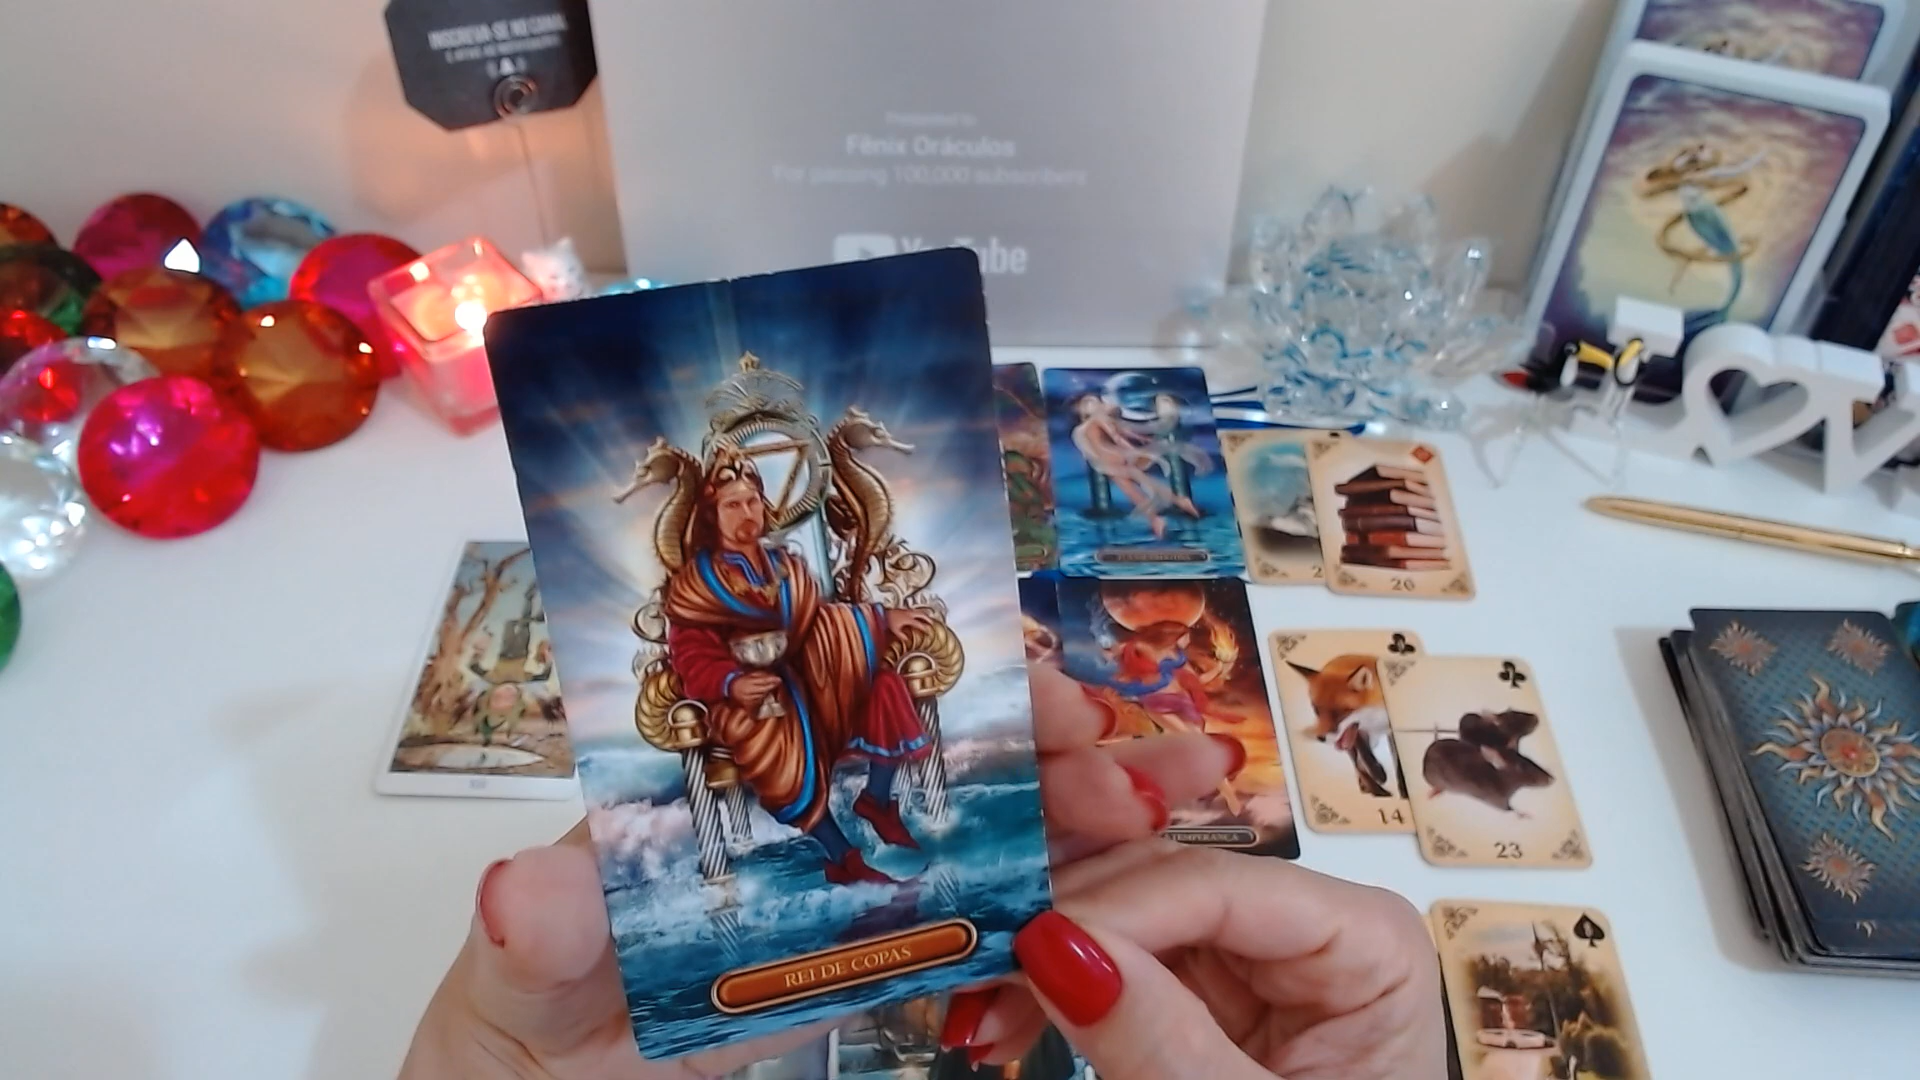 INSCREVA-SE NO CANAL
Presented to
Fênix Oráculos
For passing 100,000 subscribers
YouTube
REI DE COPAS
20
14
23
A TEMPERANÇA